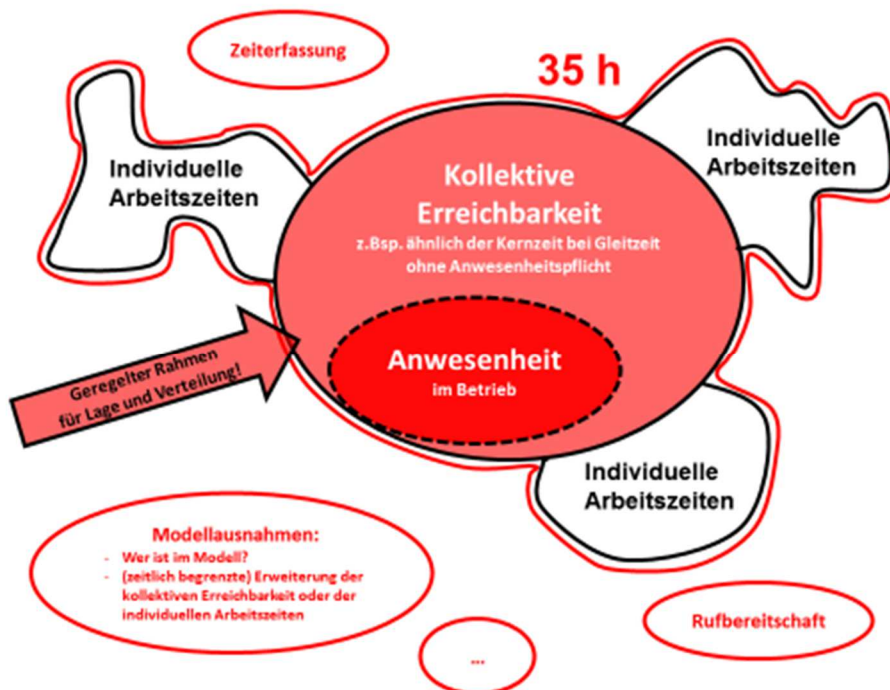 Zeiterfassung
35 h
Individuelle
Arbeitszeiten
Individuelle
Arbeitszeiten
Kollektive
Erreichbarkeit
z.Bsp. ähnlich der Kernzeit bei Gleitzeit
ohne Anwesenheitspflicht
Anwesenheit
im Betrieb
Geregelter Rahmen
für Lage und Verteilung!
Individuelle
Arbeitszeiten
Modellausnahmen:
- Wer ist im Modell?
- (zeitlich begrenzte) Erweiterung der
kollektiven Erreichbarkeit oder der
individuellen Arbeitszeiten
Rufbereitschaft
...